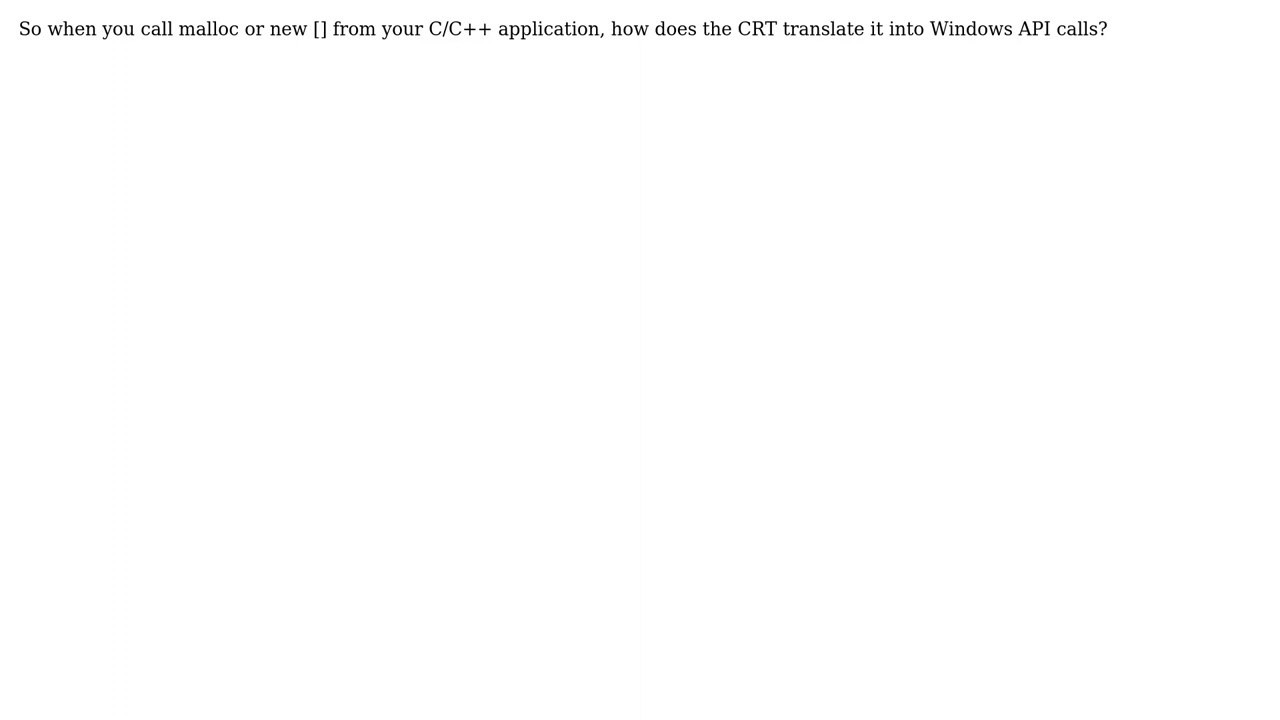 So when you call malloc or new [] from your C/C++ application, how does the CRT translate it into Windows API calls?